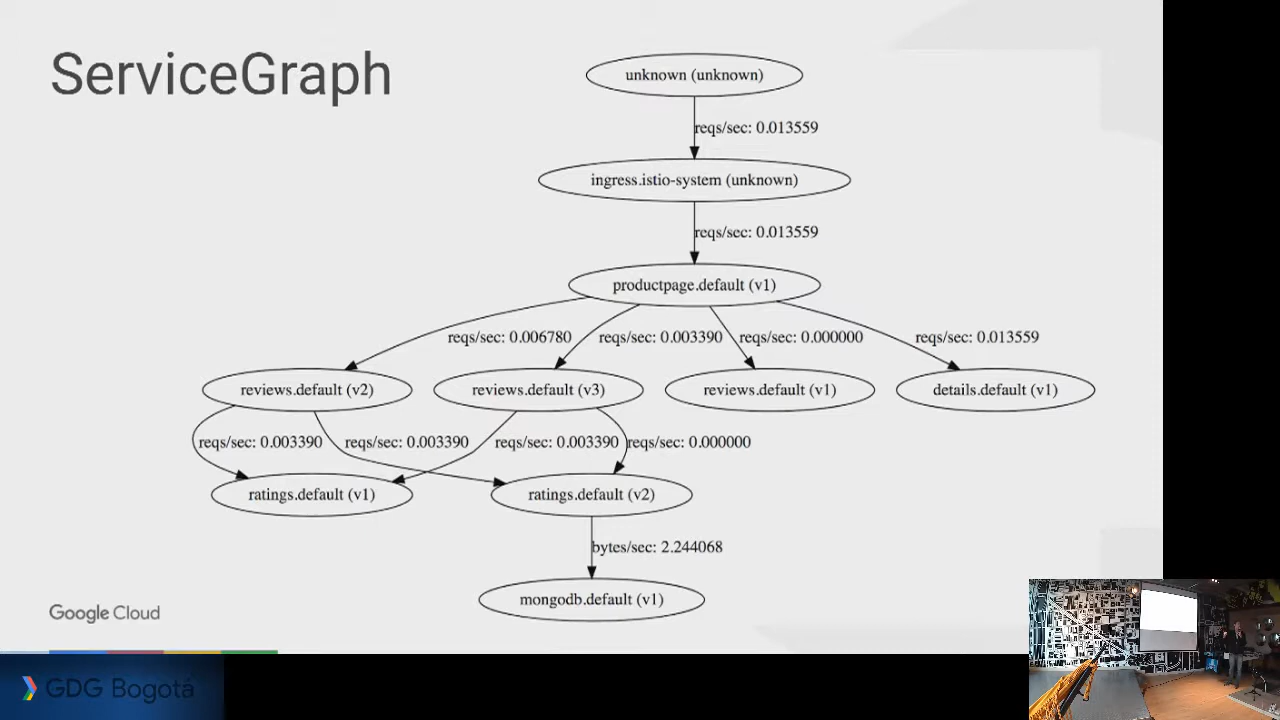 ServiceGraph
unknown (unknown)
reqs/sec: 0.013559
ingress.istio-system (unknown)
reqs/sec: 0.013559
productpage.default (v1)
reqs/sec: 0.006780
reqs/sec: 0.003390
reqs/sec: 0.000000
reqs/sec: 0.013559
reviews.default (v2)
reviews.default (v3)
reviews.default (v1)
details.default (v1)
reqs/sec: 0.003390
reqs/sec: 0.003390
reqs/sec: 0.003390
reqs/sec: 0.000000
ratings.default (v1)
ratings.default (v2)
bytes/sec: 2.244068
mongodb.default (v1)
Google Cloud
GDG Bogotá